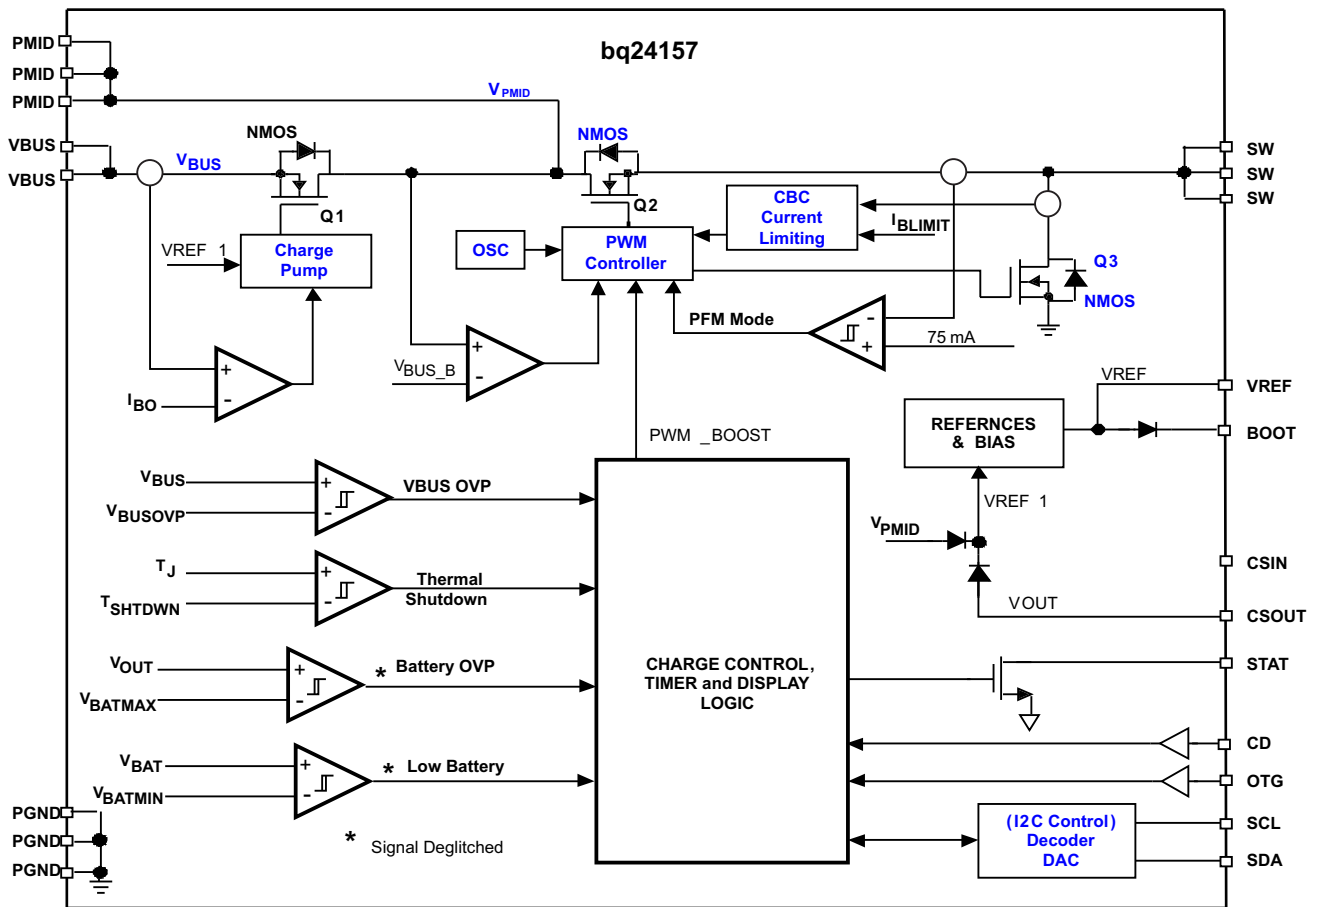 bq24157
PMID
PMID
PMID
VBUS
VBUS
VPMID
NMOS
VBUS
Q1
NMOS
Q2
SW
SW
SW
VREF 1
Charge
Pump
OSC
PWM
Controller
CBC
Current
Limiting
IBLIMIT
Q3
NMOS
PFM Mode
75 mA
+
-
IBO
+
-
VBUS_B
-
+
PWM _BOOST
VREF
VREF
BOOT
REFERNCES
& BIAS
VREF 1
VPMID
VOUT
CSIN
CSOUT
VBUS
VBUSOVP
+
-
VBUS OVP
TJ
TSHTDWN
+
-
Thermal
Shutdown
VOUT
VBATMAX
+
-
* Battery OVP
VBAT
VBATMIN
+
-
* Low Battery
* Signal Deglitched
CHARGE CONTROL,
TIMER and DISPLAY
LOGIC
STAT
CD
OTG
(I2C Control)
Decoder
DAC
SCL
SDA
PGND
PGND
PGND